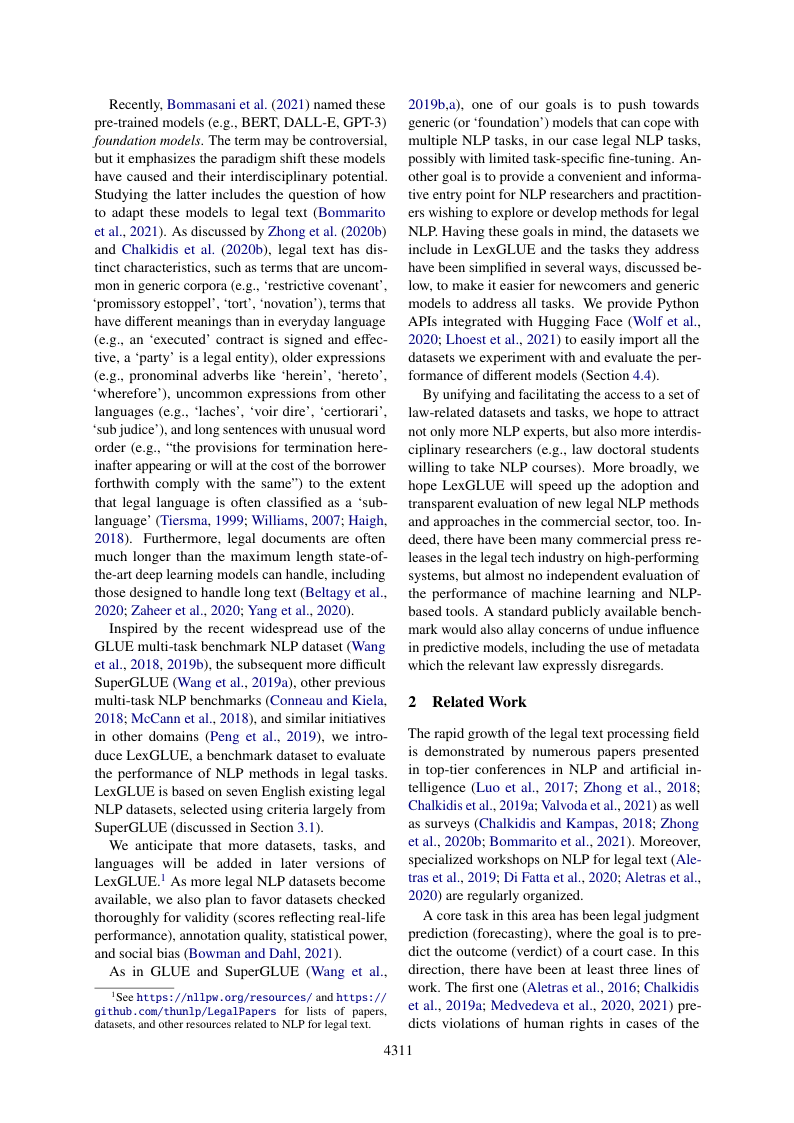 Recently, Bommasani et al. (2021) named these
pre-trained models (e.g., BERT, DALL-E, GPT-3)
foundation models. The term may be controversial,
but it emphasizes the paradigm shift these models
have caused and their interdisciplinary potential.
Studying the latter includes the question of how
to adapt these models to legal text (Bommarito
et al., 2021). As discussed by Zhong et al. (2020b)
and Chalkidis et al. (2020b), legal text has dis-
tinct characteristics, such as terms that are uncom-
mon in generic corpora (e.g., ‘restrictive covenant’,
‘promissory estoppel’, ‘tort’, ‘novation’), terms that
have different meanings than in everyday language
(e.g., an ‘executed’ contract is signed and effec-
tive, a ‘party’ is a legal entity), older expressions
(e.g., pronominal adverbs like ‘herein’, ‘hereto’,
‘wherefore’), uncommon expressions from other
languages (e.g., ‘laches’, ‘voir dire’, ‘certiorari’,
‘sub judice’), and long sentences with unusual word
order (e.g., “the provisions for termination here-
inafter appearing or will at the cost of the borrower
forthwith comply with the same”) to the extent
that legal language is often classified as a ‘sub-
language’ (Tiersma, 1999; Williams, 2007; Haigh,
2018). Furthermore, legal documents are often
much longer than the maximum length state-of-
the-art deep learning models can handle, including
those designed to handle long text (Beltagy et al.,
2020; Zaheer et al., 2020; Yang et al., 2020).
Inspired by the recent widespread use of the
GLUE multi-task benchmark NLP dataset (Wang
et al., 2018, 2019b), the subsequent more difficult
SuperGLUE (Wang et al., 2019a), other previous
multi-task NLP benchmarks (Conneau and Kiela,
2018; McCann et al., 2018), and similar initiatives
in other domains (Peng et al., 2019), we intro-
duce LexGLUE, a benchmark dataset to evaluate
the performance of NLP methods in legal tasks.
LexGLUE is based on seven English existing legal
NLP datasets, selected using criteria largely from
SuperGLUE (discussed in Section 3.1).
We anticipate that more datasets, tasks, and
languages will be added in later versions of
LexGLUE.1 As more legal NLP datasets become
available, we also plan to favor datasets checked
thoroughly for validity (scores reflecting real-life
performance), annotation quality, statistical power,
and social bias (Bowman and Dahl, 2021).
As in GLUE and SuperGLUE (Wang et al.,
1See https://nllpw.org/resources/ and https://
github.com/thunlp/LegalPapers for lists of papers,
datasets, and other resources related to NLP for legal text.
2019b,a), one of our goals is to push towards
generic (or ‘foundation’) models that can cope with
multiple NLP tasks, in our case legal NLP tasks,
possibly with limited task-specific fine-tuning. An-
other goal is to provide a convenient and informa-
tive entry point for NLP researchers and practition-
ers wishing to explore or develop methods for legal
NLP. Having these goals in mind, the datasets we
include in LexGLUE and the tasks they address
have been simplified in several ways, discussed be-
low, to make it easier for newcomers and generic
models to address all tasks. We provide Python
APIs integrated with Hugging Face (Wolf et al.,
2020; Lhoest et al., 2021) to easily import all the
datasets we experiment with and evaluate the per-
formance of different models (Section 4.4).
By unifying and facilitating the access to a set of
law-related datasets and tasks, we hope to attract
not only more NLP experts, but also more interdis-
ciplinary researchers (e.g., law doctoral students
willing to take NLP courses). More broadly, we
hope LexGLUE will speed up the adoption and
transparent evaluation of new legal NLP methods
and approaches in the commercial sector, too. In-
deed, there have been many commercial press re-
leases in the legal tech industry on high-performing
systems, but almost no independent evaluation of
the performance of machine learning and NLP-
based tools. A standard publicly available bench-
mark would also allay concerns of undue influence
in predictive models, including the use of metadata
which the relevant law expressly disregards.
2 Related Work
The rapid growth of the legal text processing field
is demonstrated by numerous papers presented
in top-tier conferences in NLP and artificial in-
telligence (Luo et al., 2017; Zhong et al., 2018;
Chalkidis et al., 2019a; Valvoda et al., 2021) as well
as surveys (Chalkidis and Kampas, 2018; Zhong
et al., 2020b; Bommarito et al., 2021). Moreover,
specialized workshops on NLP for legal text (Ale-
tras et al., 2019; Di Fatta et al., 2020; Aletras et al.,
2020) are regularly organized.
A core task in this area has been legal judgment
prediction (forecasting), where the goal is to pre-
dict the outcome (verdict) of a court case. In this
direction, there have been at least three lines of
work. The first one (Aletras et al., 2016; Chalkidis
et al., 2019a; Medvedeva et al., 2020, 2021) pre-
dicts violations of human rights in cases of the
4311